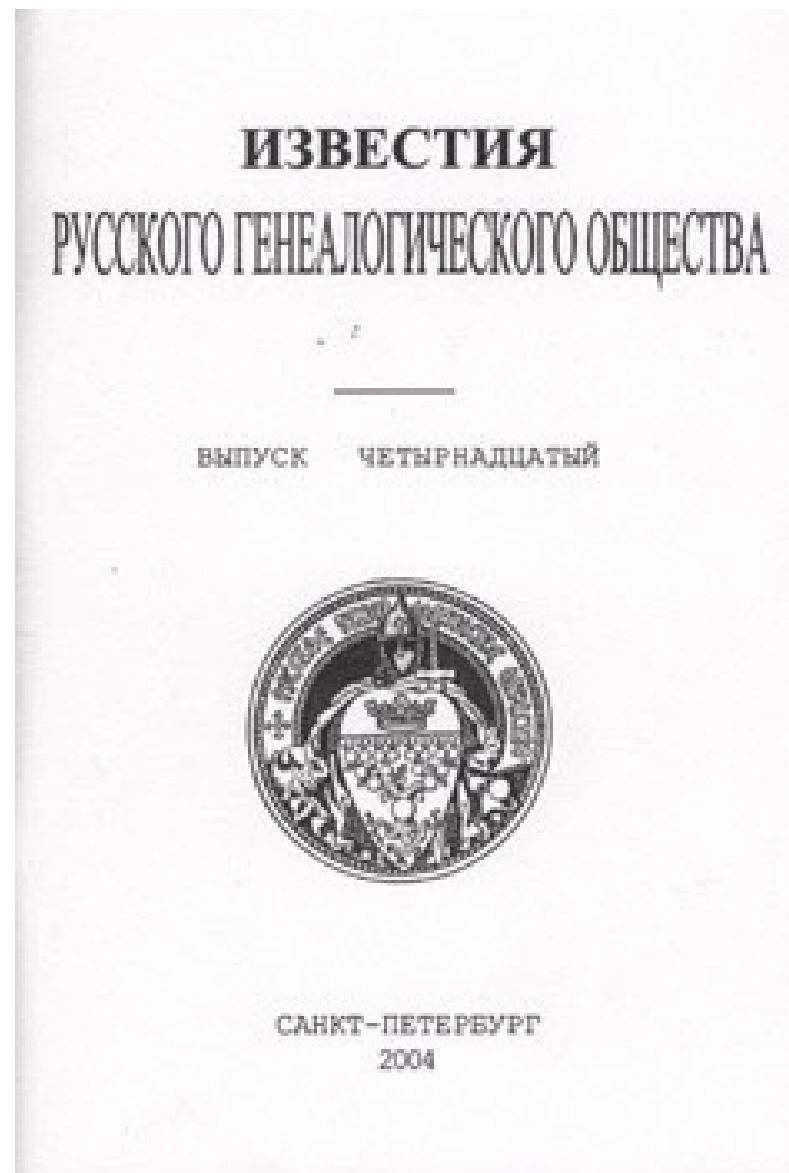 ИЗВЕСТИЯ
РУССКОГО ГЕНЕАЛОГИЧЕСКОГО ОБЩЕСТВА
ВЫПУСК ЧЕТЫРНАДЦАТЫЙ
САНКТ-ПЕТЕРБУРГ
2004